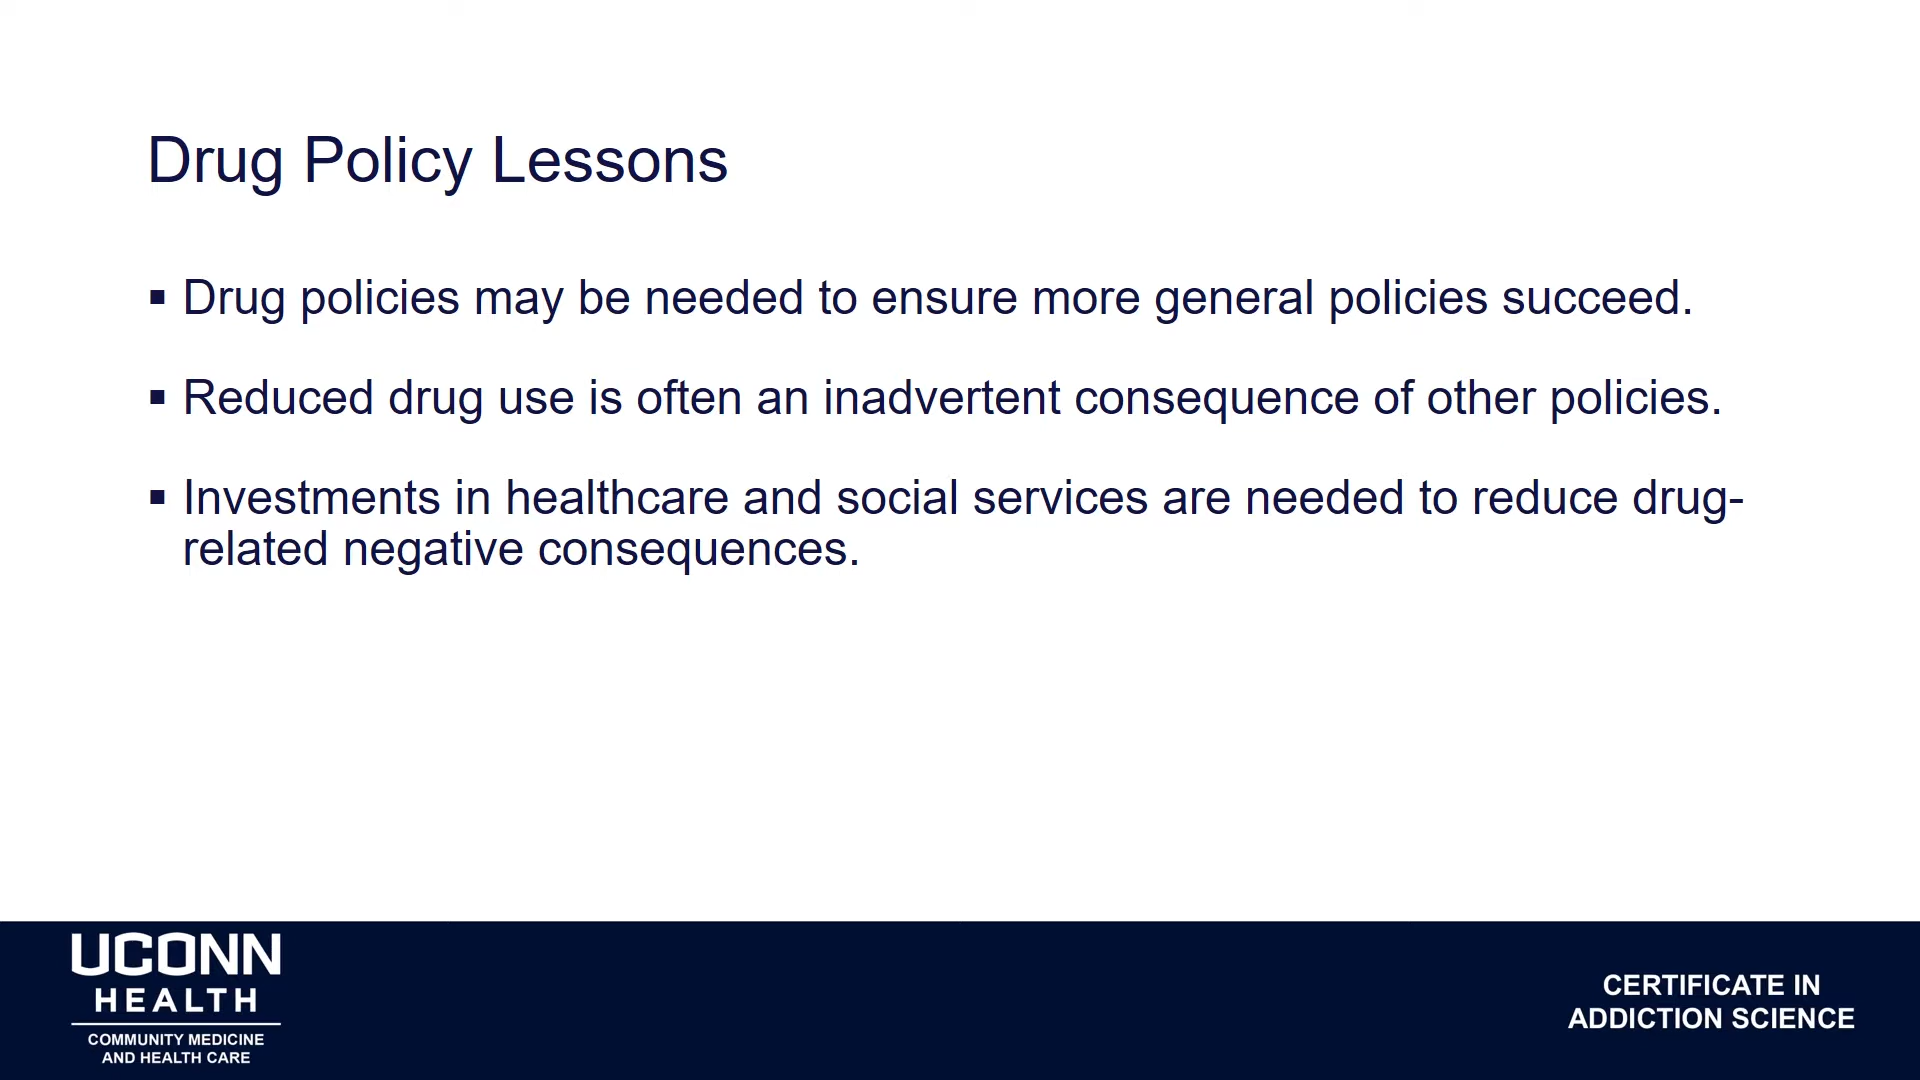 Drug Policy Lessons
▪ Drug policies may be needed to ensure more general policies succeed.
▪ Reduced drug use is often an inadvertent consequence of other policies.
▪ Investments in healthcare and social services are needed to reduce drug-
related negative consequences.
UCONN
HEALTH
COMMUNITY MEDICINE
AND HEALTH CARE
CERTIFICATE IN
ADDICTION SCIENCE